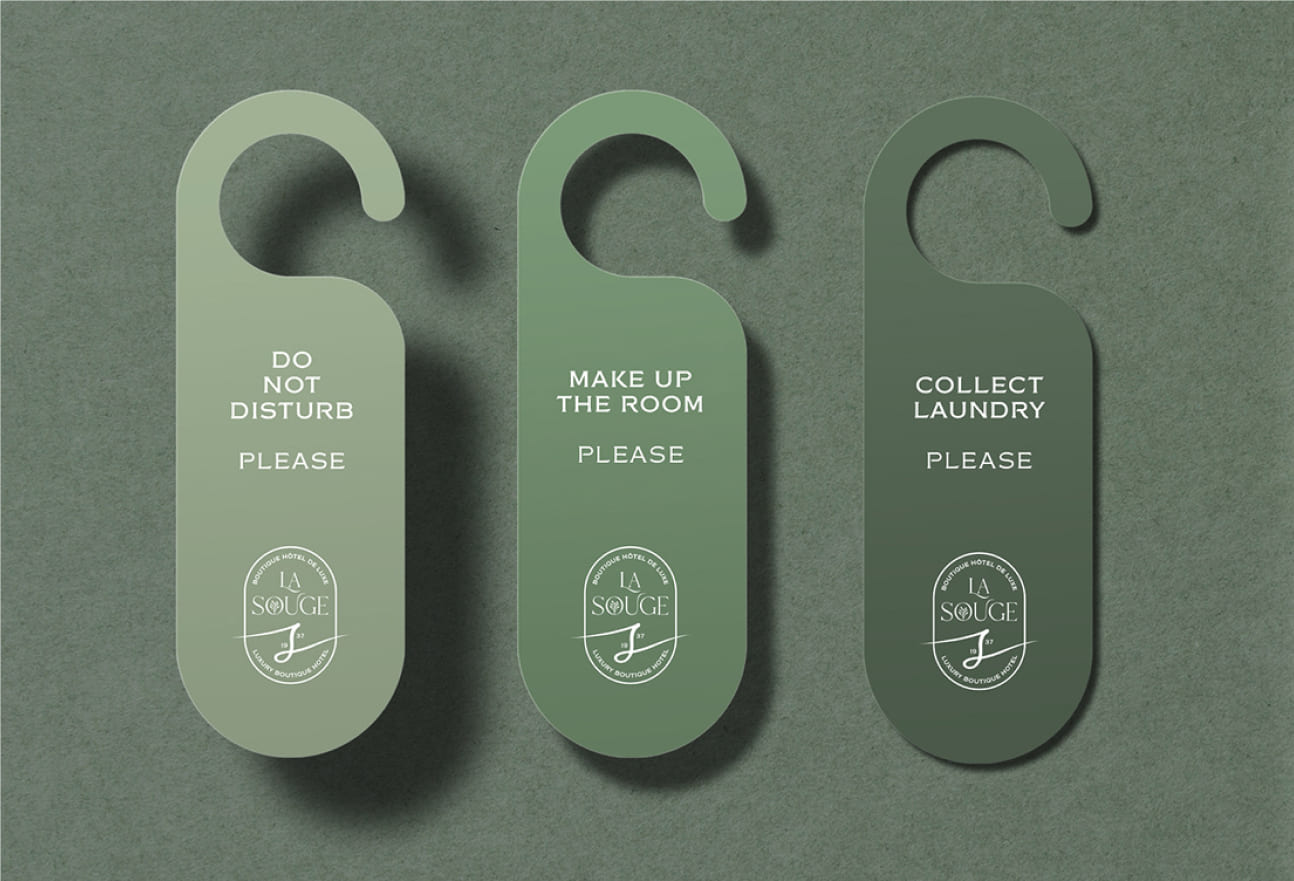 DO
NOT
DISTURB
PLEASE
BOUTIQUE HÔTEL DE LUXE
LA
SOUGE
19 37
LUXURY BOUTIQUE HOTEL
MAKE UP
THE ROOM
PLEASE
BOUTIQUE HÔTEL DE LUXE
LA
SOUGE
19 37
LUXURY BOUTIQUE HOTEL
COLLECT
LAUNDRY
PLEASE
BOUTIQUE HÔTEL DE LUXE
LA
SOUGE
19 37
LUXURY BOUTIQUE HOTEL